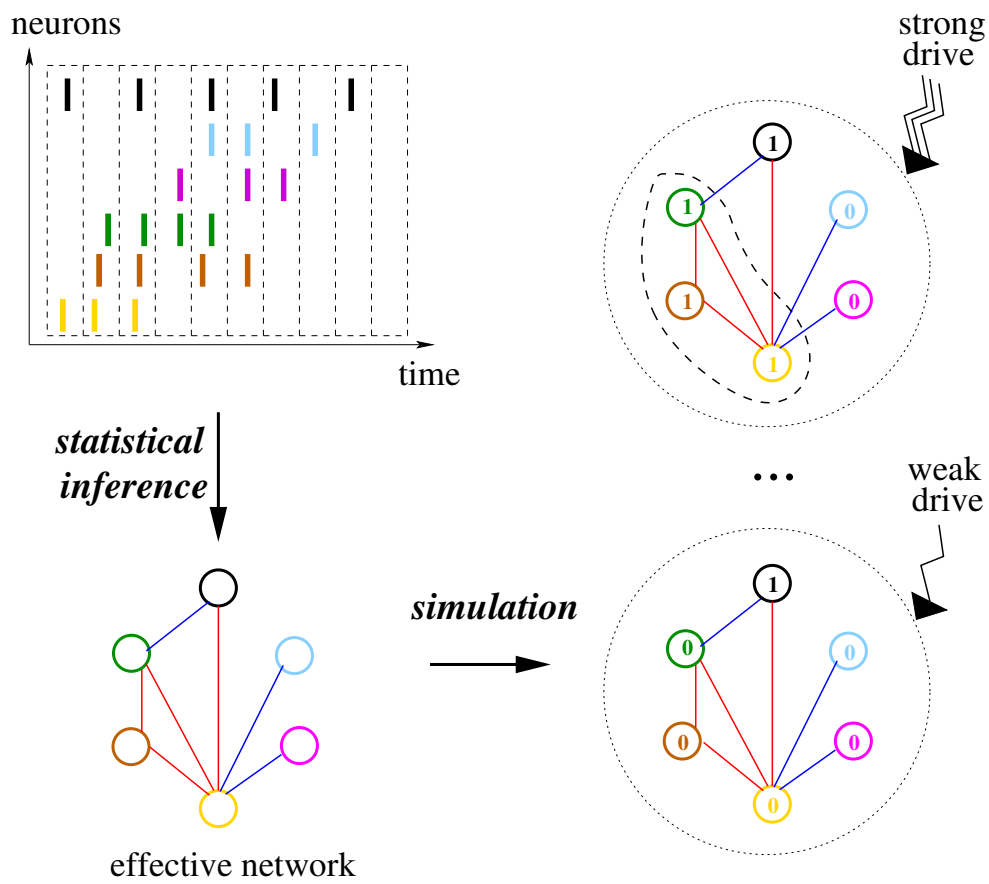 neurons
time
statistical
inference
effective network
simulation
strong
drive
1
1
0
1
0
1
...
weak
drive
1
0
0
0
0
0